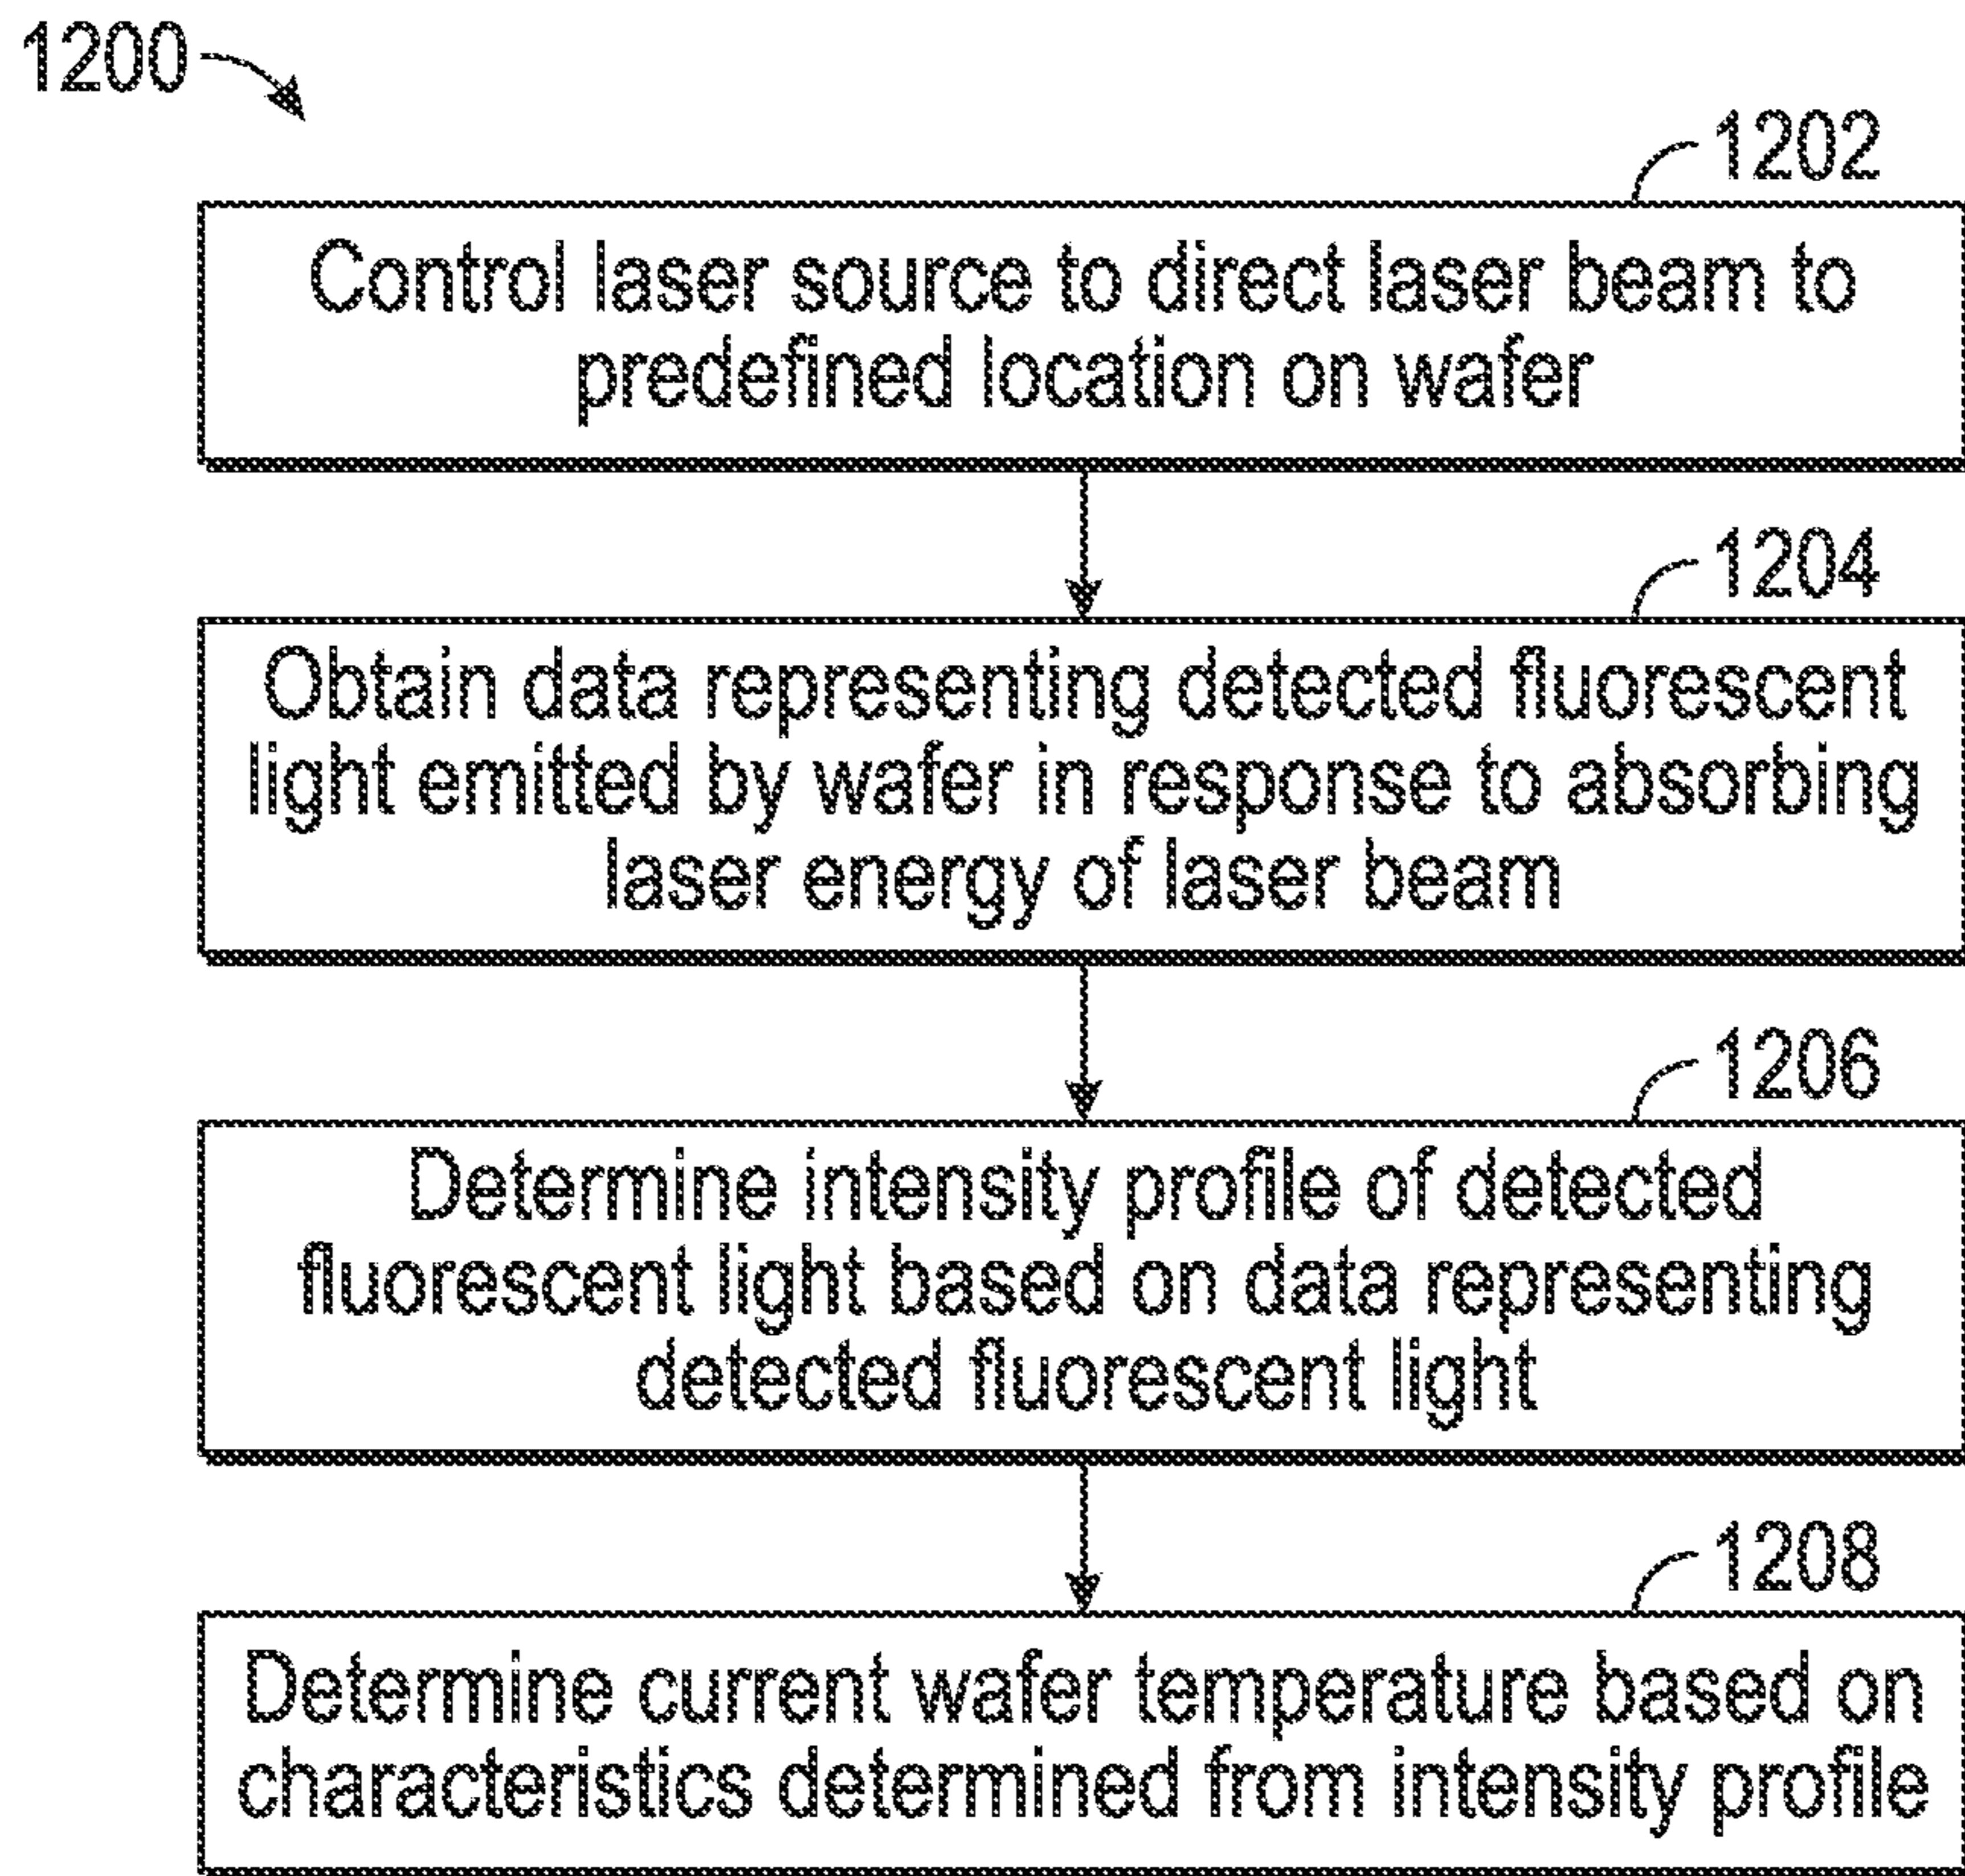 1200
1202
Control laser source to direct laser beam to
predefined location on wafer
1204
Obtain data representing detected fluorescent
light emitted by wafer in response to absorbing
laser energy of laser beam
1206
Determine intensity profile of detected
fluorescent light based on data representing
detected fluorescent light
1208
Determine current wafer temperature based on
characteristics determined from intensity profile